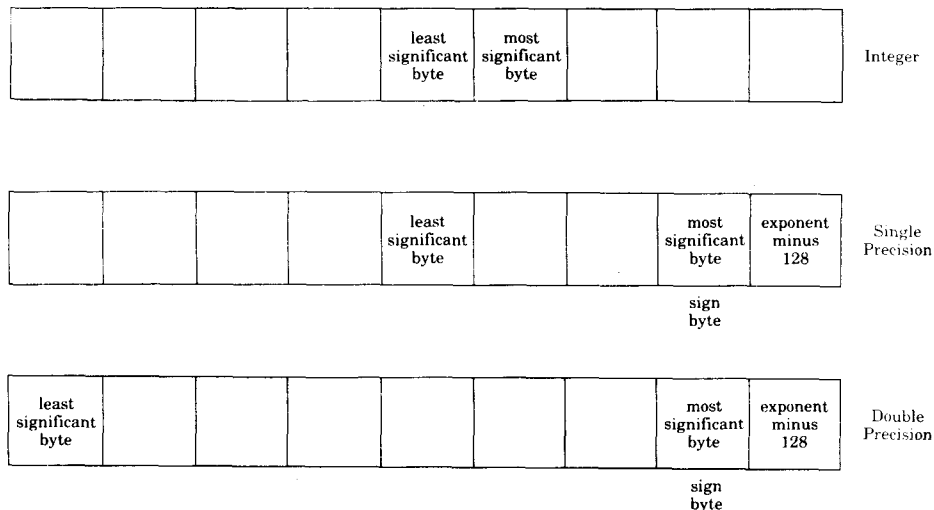 least
significant
byte
most
significant
byte
Integer
least
significant
byte
most
significant
byte
exponent
minus
128
Single
Precision
sign
byte
least
significant
byte
most
significant
byte
exponent
minus
128
Double
Precision
sign
byte